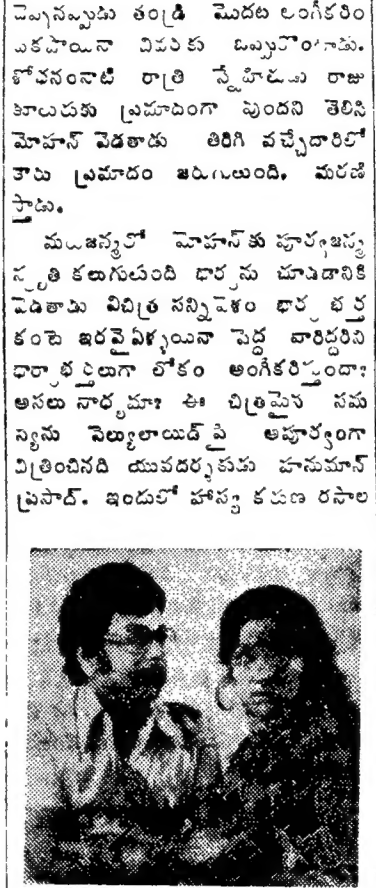 చెప్పినప్పుడు తండ్రి మొదట అంగీకరిం
చకపోయినా చివరకు ఒప్పుకొంటాడు.
శోభనంనాటి రాత్రి స్నేహితుడు రాజు
కూతుపకు ప్రమాదంగా వుందని తెలిసి
మోహన్ వెడతాడు తిరిగి వచ్చేదారిలో
కారు ప్రమాదం జరుగుతుంది. మరణి
స్తాడు.
మరుజన్మలో మోహన్‌కు పూర్వజన్మ
స్మృతి కలుగుతుంది భార్యను చూడడానికి
వెడతాడు విచిత్ర సన్నివేశం భార్య భర్త
కంటె ఇరవైఏళ్ళయినా పెద్ద వారిద్దరిని
భార్యాభర్తలుగా లోకం అంగీకరిస్తుందా?
అసలు సాధ్యమా? ఈ చిత్రమైన సమ
స్యను సెల్యులాయిడ్ పై అపూర్వంగా
చిత్రించినది యువదర్శకుడు హనుమాన్
ప్రసాద్. ఇందులో హాస్య కరుణ రసాల